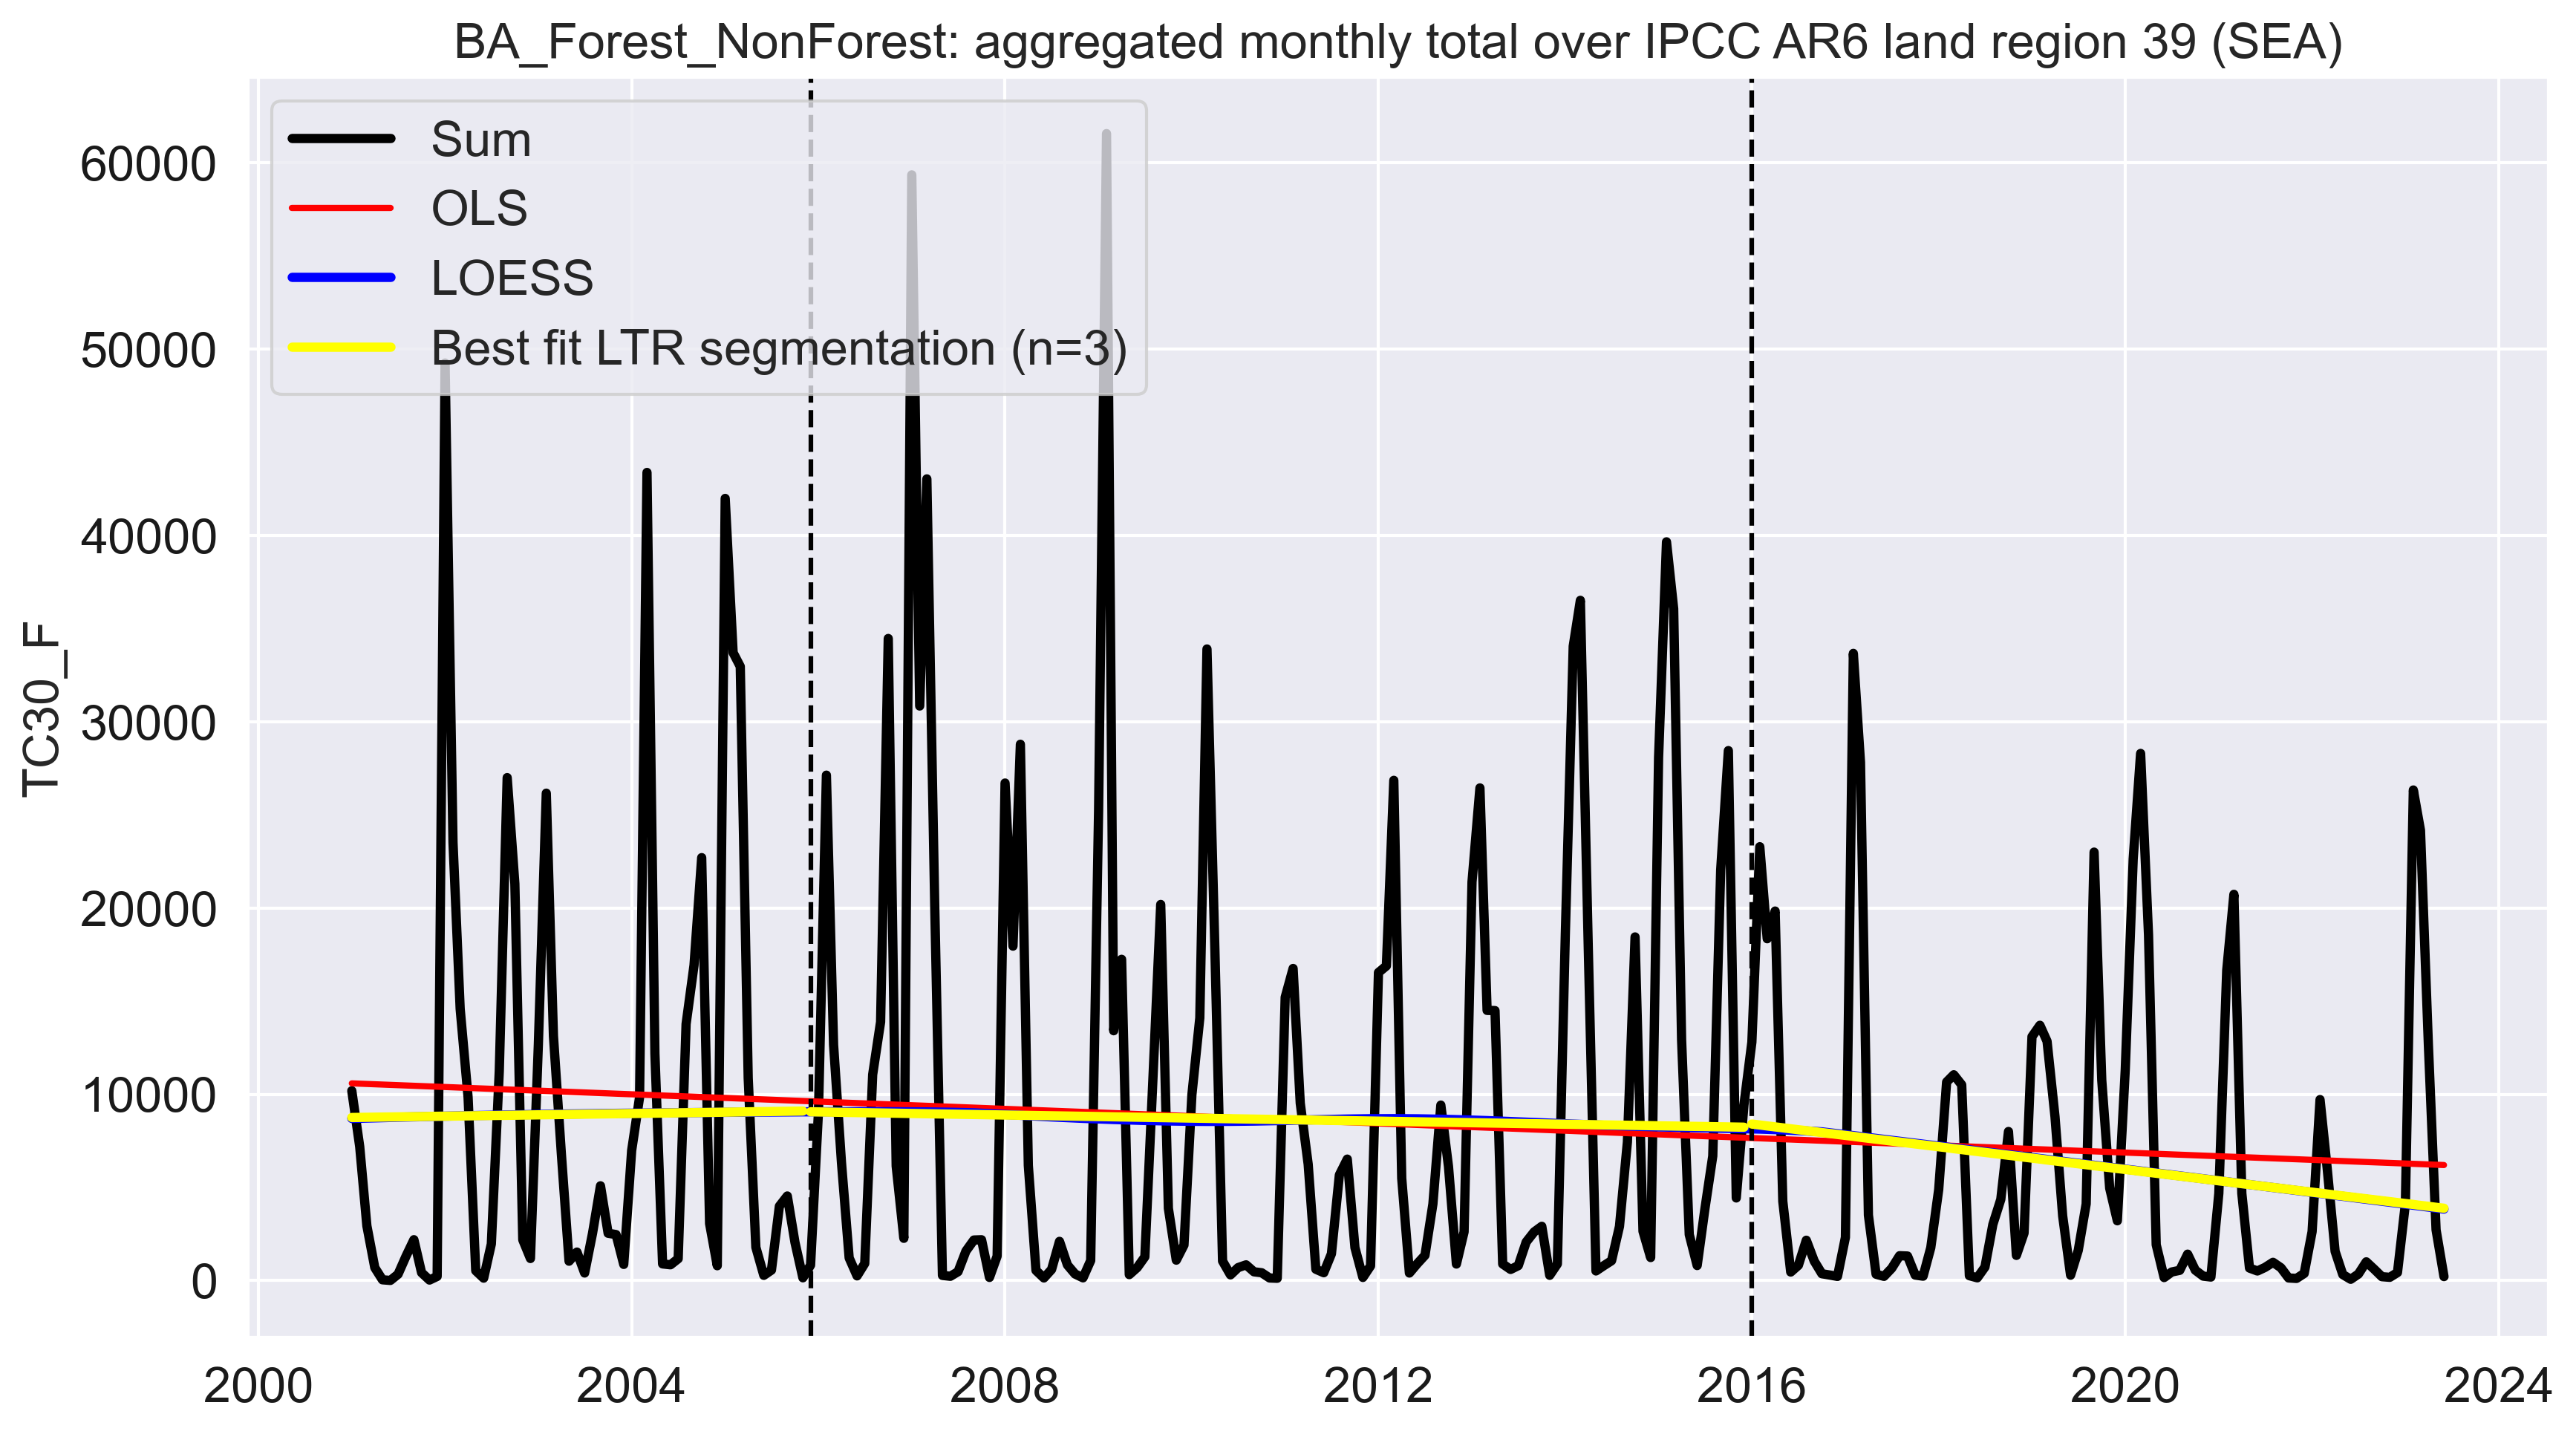 BA_Forest_NonForest: aggregated monthly total over IPCC AR6 land region 39 (SEA)
Sum
OLS
LOESS
Best fit LTR segmentation (n=3)
TC30_F
60000
50000
40000
30000
20000
10000
0
2000 2004 2008 2012 2016 2020 2024